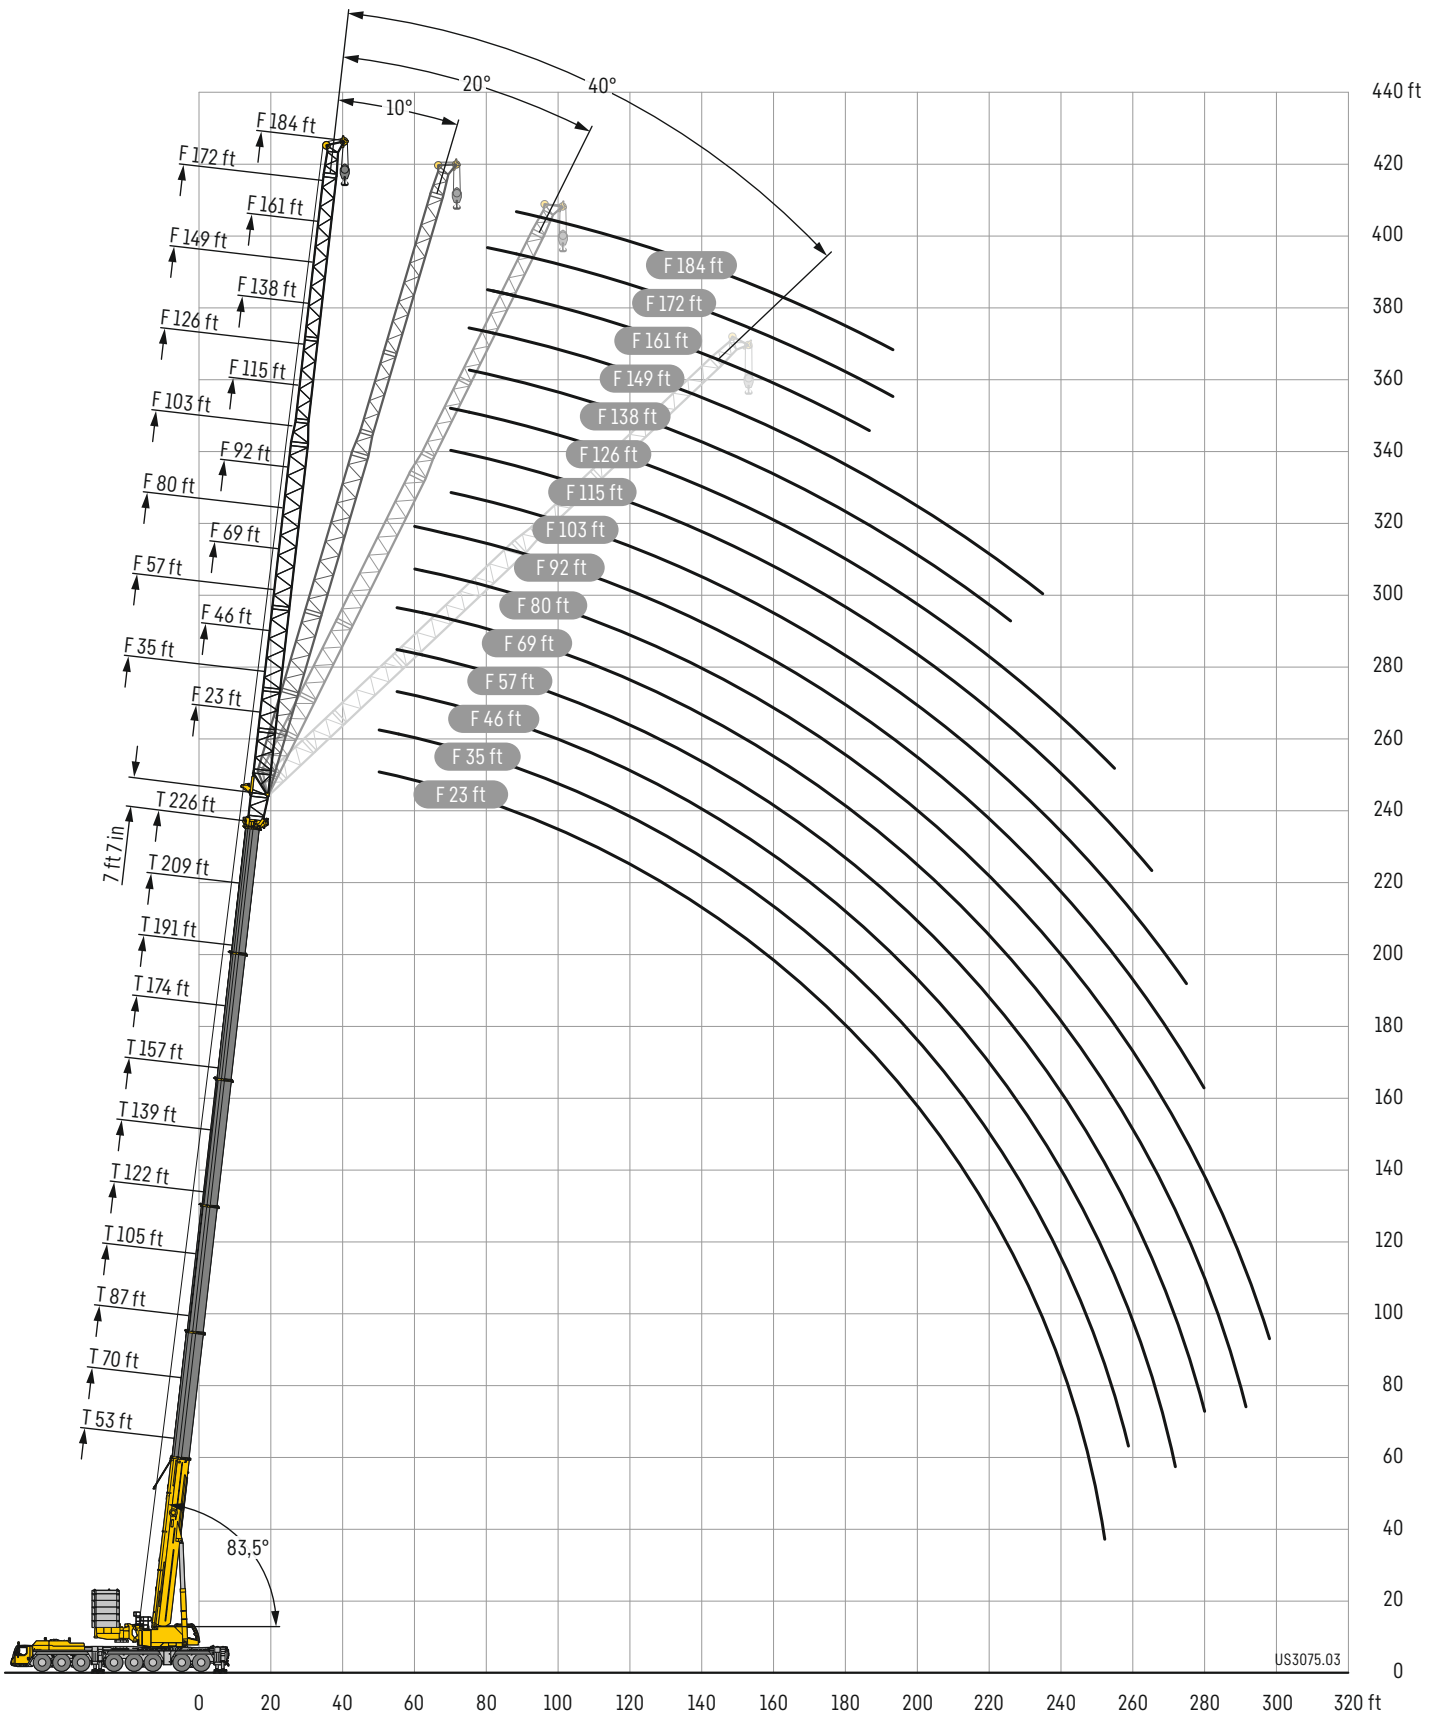 40°
20°
10°
440 ft
F 184 ft
F 172 ft
420
F 161 ft
F 149 ft
400
F 184 ft
F 138 ft
F 172 ft
380
F 126 ft
F 161 ft
F 115 ft
F 149 ft
360
F 103 ft
F 138 ft
F 92 ft
F 126 ft
340
F 80 ft
F 115 ft
F 69 ft
F 103 ft
320
F 57 ft
F 92 ft
F 46 ft
F 80 ft
300
F 35 ft
F 69 ft
280
F 23 ft
F 57 ft
F 46 ft
260
F 35 ft
T 226 ft
F 23 ft
240
7 ft 7 in
T 209 ft
220
T 191 ft
200
T 174 ft
180
T 157 ft
160
T 139 ft
T 122 ft
140
T 105 ft
120
T 87 ft
100
T 70 ft
80
T 53 ft
60
83,5°
40
20
US3075.03
0
0 20 40 60 80 100 120 140 160 180 200 220 240 260 280 300 320 ft